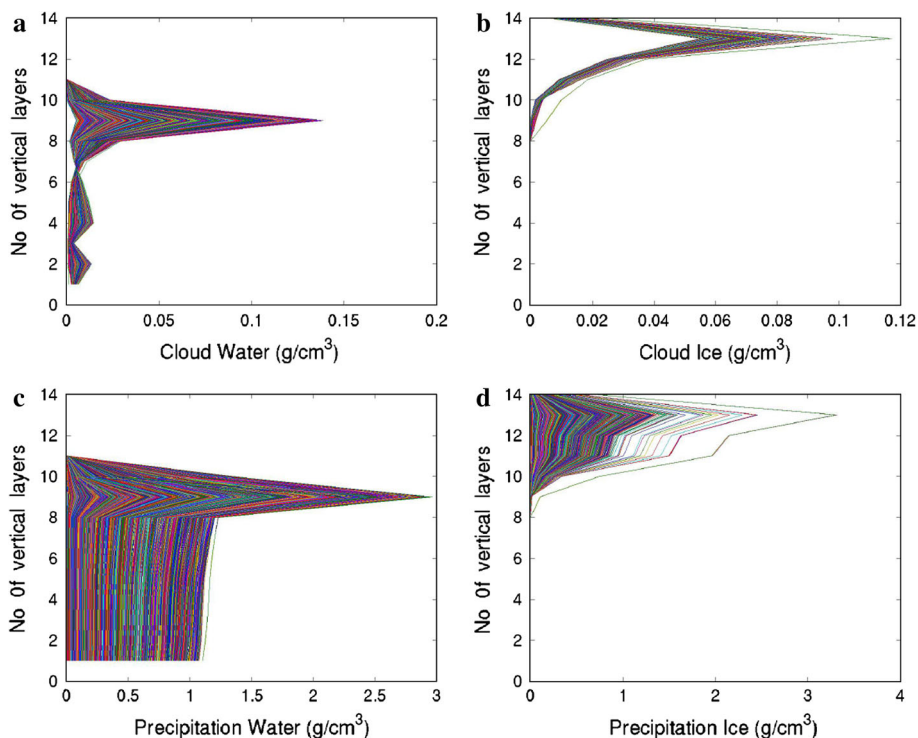 a
14
12
10
8
6
4
2
0
No 0f vertical layers
0 0.05 0.1 0.15 0.2
Cloud Water (g/cm³)
b
14
12
10
8
6
4
2
0
No 0f vertical layers
0 0.02 0.04 0.06 0.08 0.1 0.12
Cloud Ice (g/cm³)
c
14
12
10
8
6
4
2
0
No 0f vertical layers
0 0.5 1 1.5 2 2.5 3
Precipitation Water (g/cm³)
d
14
12
10
8
6
4
2
0
No 0f vertical layers
0 1 2 3 4
Precipitation Ice (g/cm³)